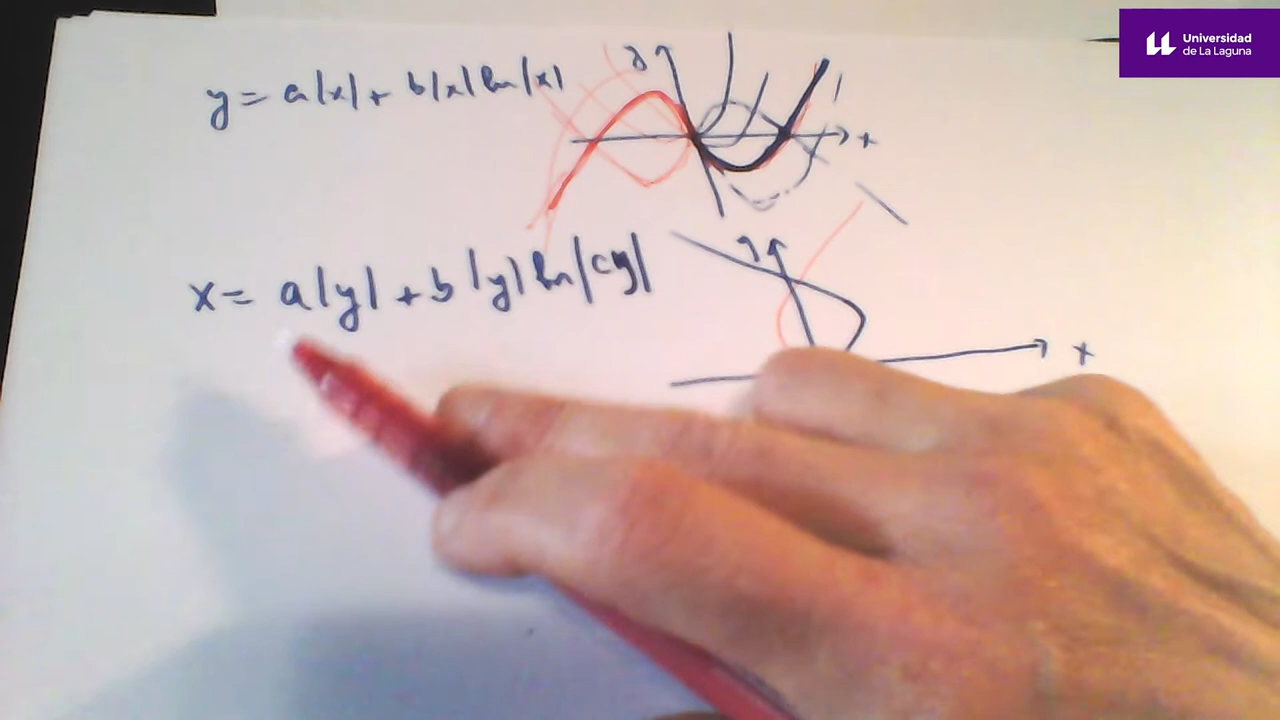 Universidad
de La Laguna
y = a|x| + b|x| ln|x|
y
x
x = a|y| + b|y| ln|cy|
y
x